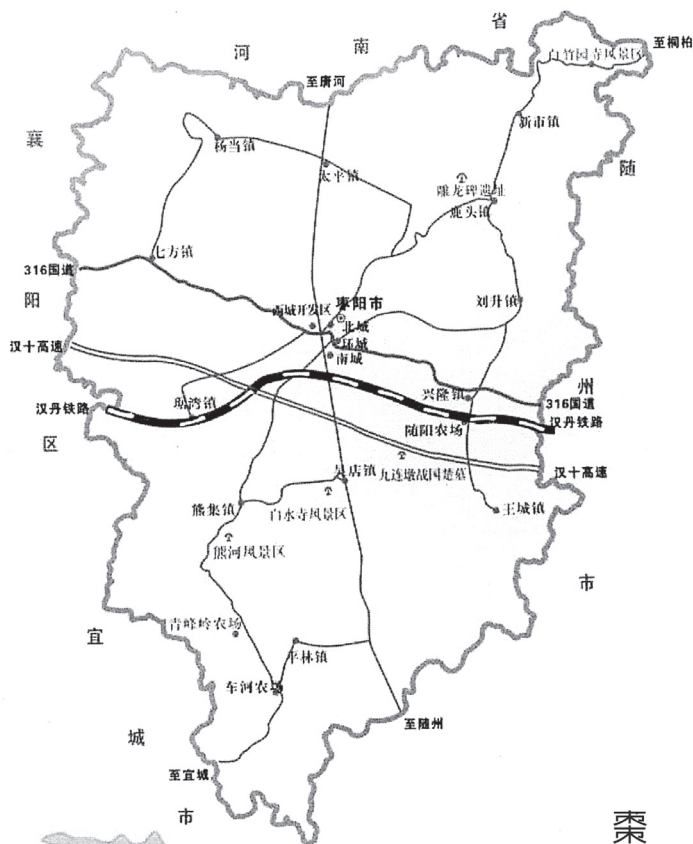 省
南
河
至桐柏
白竹园寺风景区
至唐河
新市镇
襄
杨当镇
太平镇
随
雕龙碑遗址
鹿头镇
七方镇
316国道
阳
刘升镇
枣阳市
西城开发区
北城
环城
南城
汉十高速
州
兴隆镇
316国道
汉丹铁路
琚湾镇
随阳农场
汉丹铁路
区
九连墩战国楚墓
汉十高速
吴店镇
白水寺风景区
熊集镇
王城镇
熊河风景区
市
青峰岭农场
宜
平林镇
车河农
至随州
城
至宜城
市
棗